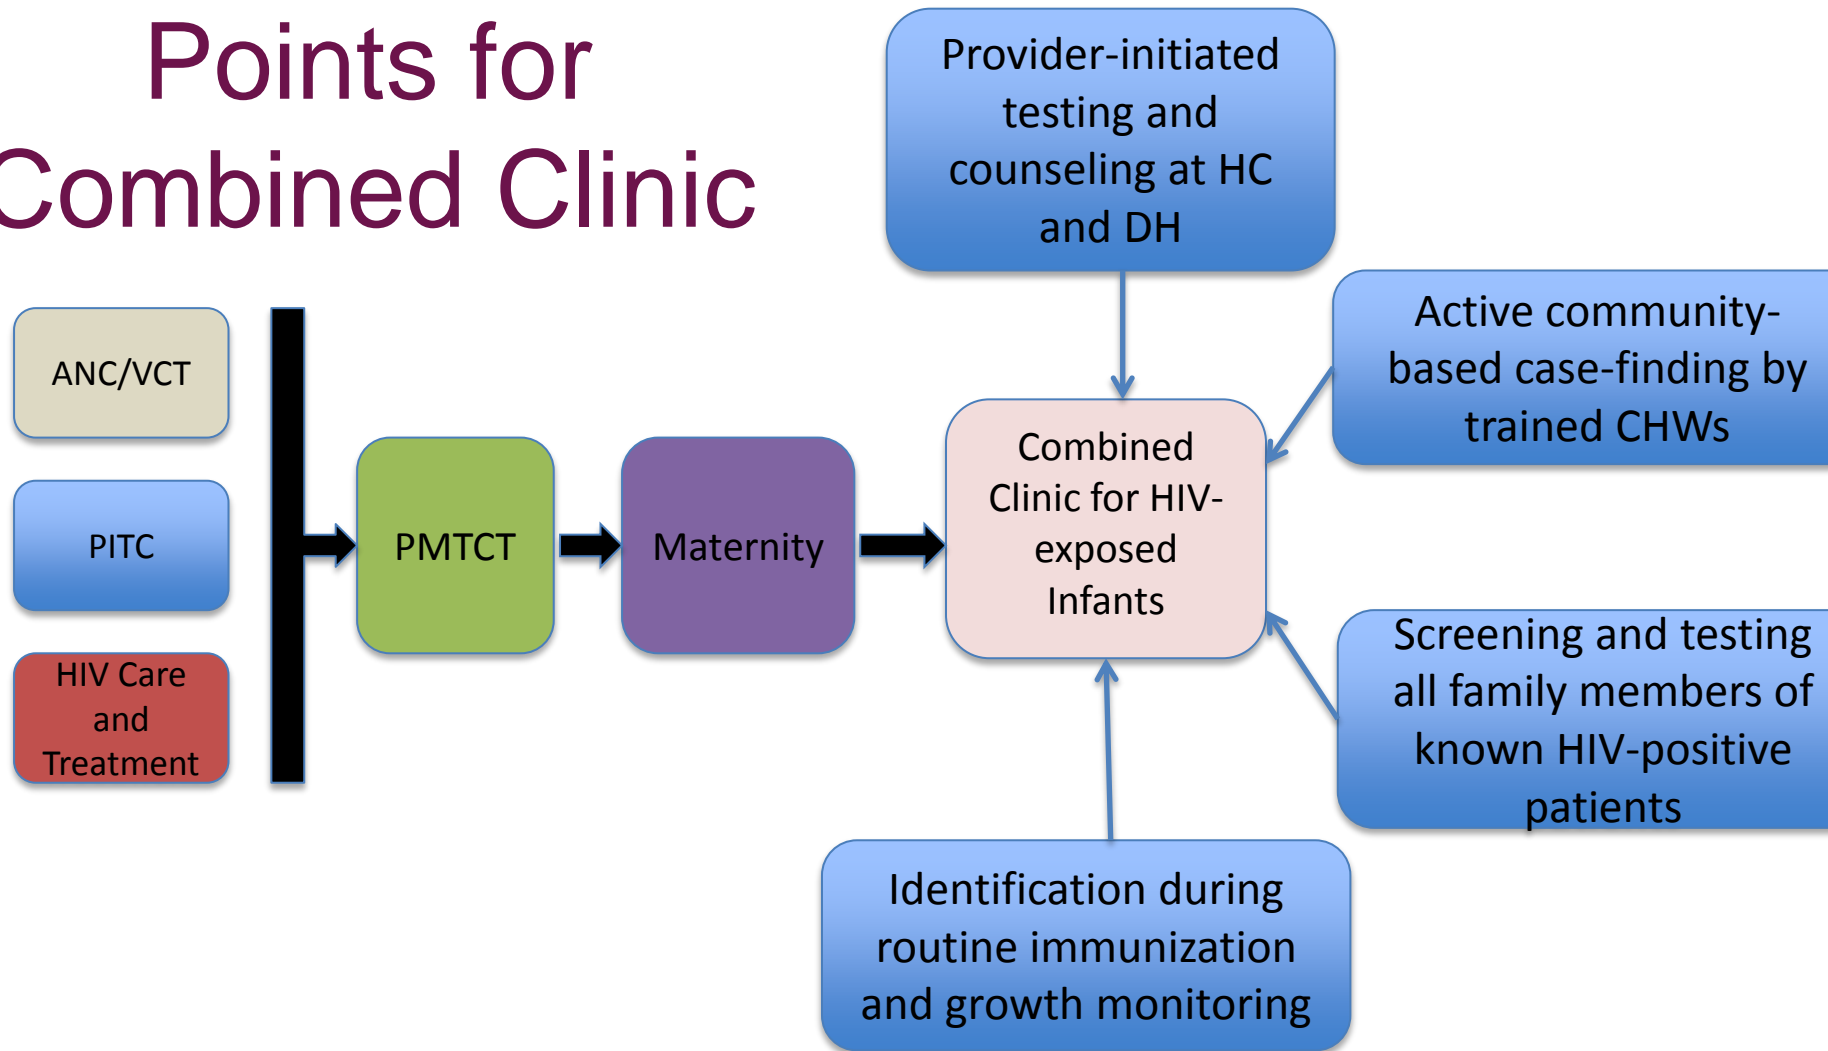 Points for
Combined Clinic
Provider-initiated
testing and
counseling at HC
and DH
Active community-
based case-finding by
trained CHWs
ANC/VCT
PITC
HIV Care
and
Treatment
PMTCT
Maternity
Combined
Clinic for HIV-
exposed
Infants
Screening and testing
all family members of
known HIV-positive
patients
Identification during
routine immunization
and growth monitoring